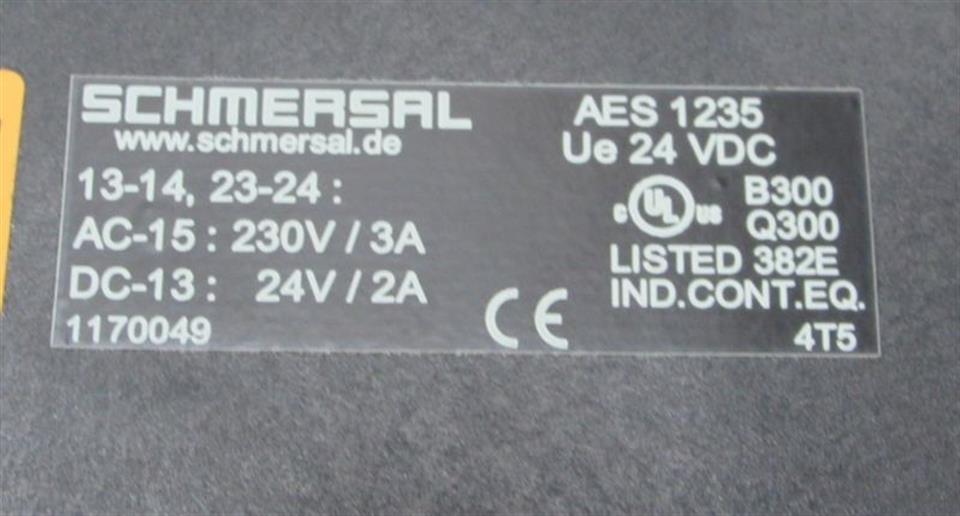 SCHMERSAL
www.schmersal.de
13-14, 23-24 :
AC-15 : 230V / 3A
DC-13 : 24V / 2A
1170049
AES 1235
Ue 24 VDC
c UL us
B300
Q300
LISTED 382E
IND.CONT.EQ.
CE
4T5